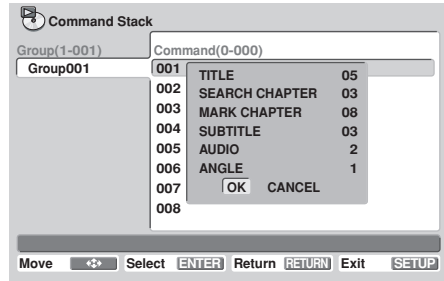 Command Stack
Group(1-001) Command(0-000)
Group001 001
TITLE 05
002 SEARCH CHAPTER 03
003 MARK CHAPTER 08
004 SUBTITLE 03
005 AUDIO 2
006 ANGLE 1
007 OK CANCEL
008
Move Select ENTER Return RETURN Exit SETUP